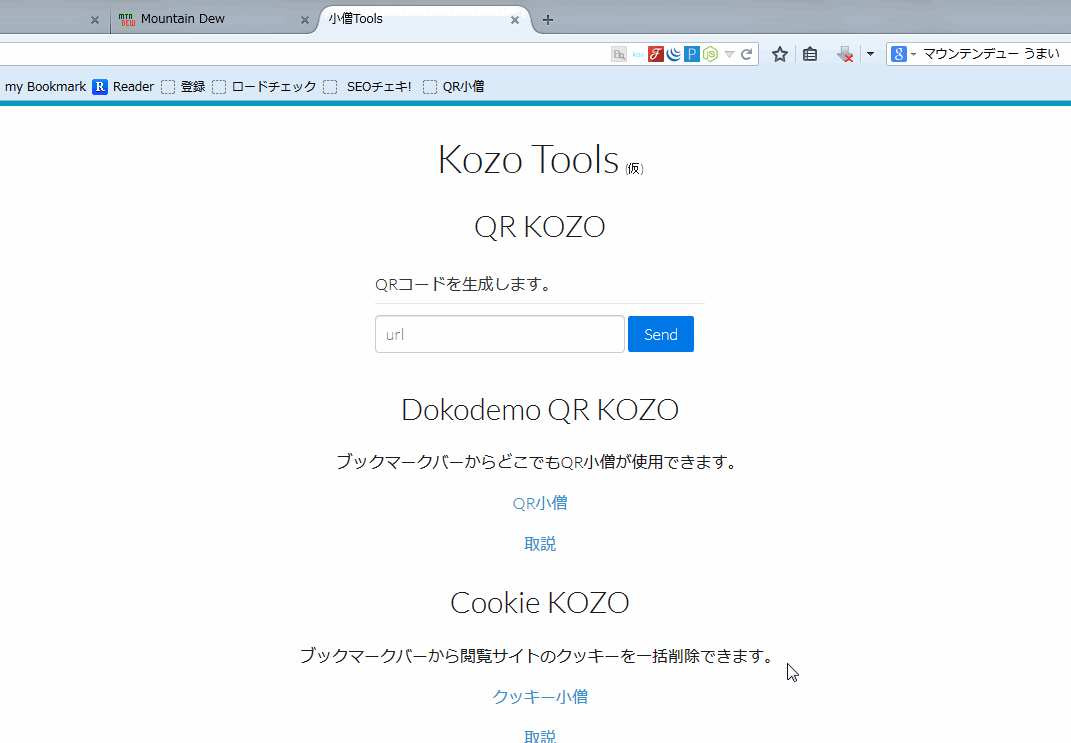 Mountain Dew
小僧Tools
マウンテンデュー うまい
my Bookmark
Reader
登録
ロードチェック
SEOチェキ!
QR小僧
Kozo Tools (仮)
QR KOZO
QRコードを生成します。
url
Send
Dokodemo QR KOZO
ブックマークバーからどこでもQR小僧が使用できます。
QR小僧
取説
Cookie KOZO
ブックマークバーから閲覧サイトのクッキーを一括削除できます。
クッキー小僧
取説